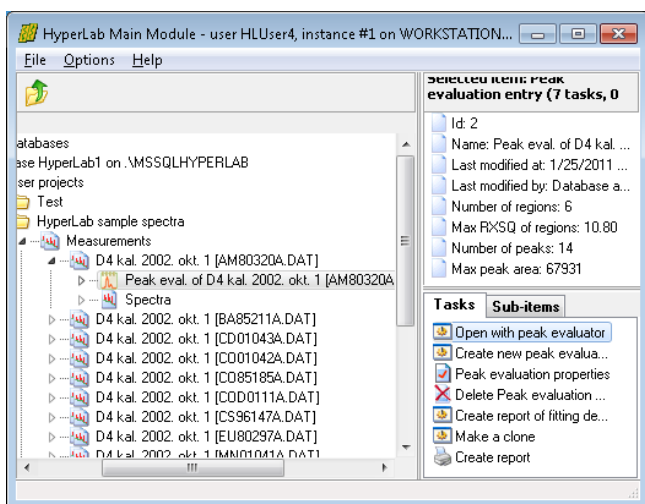 HyperLab Main Module - user HLUser4, instance #1 on WORKSTATION...
File Options Help
atabases
ase HyperLab1 on .\MSSQLHYPERLAB
ser projects
Test
HyperLab sample spectra
Measurements
D4 kal. 2002. okt. 1 [AM80320A.DAT]
Peak eval. of D4 kal. 2002. okt. 1 [AM80320A
Spectra
D4 kal. 2002. okt. 1 [BA85211A.DAT]
D4 kal. 2002. okt. 1 [CD01043A.DAT]
D4 kal. 2002. okt. 1 [CO01042A.DAT]
D4 kal. 2002. okt. 1 [CO85185A.DAT]
D4 kal. 2002. okt. 1 [COD0111A.DAT]
D4 kal. 2002. okt. 1 [CS96147A.DAT]
D4 kal. 2002. okt. 1 [EU80297A.DAT]
D4 kal. 2002. okt. 1 [MN01041A.DAT]
Selected item: Peak
evaluation entry (7 tasks, 0
Id: 2
Name: Peak eval. of D4 kal. ...
Last modified at: 1/25/2011 ...
Last modified by: Database a...
Number of regions: 6
Max RXSQ of regions: 10.80
Number of peaks: 14
Max peak area: 67931
Tasks Sub-items
Open with peak evaluator
Create new peak evalua...
Peak evaluation properties
Delete Peak evaluation ...
Create report of fitting de...
Make a clone
Create report